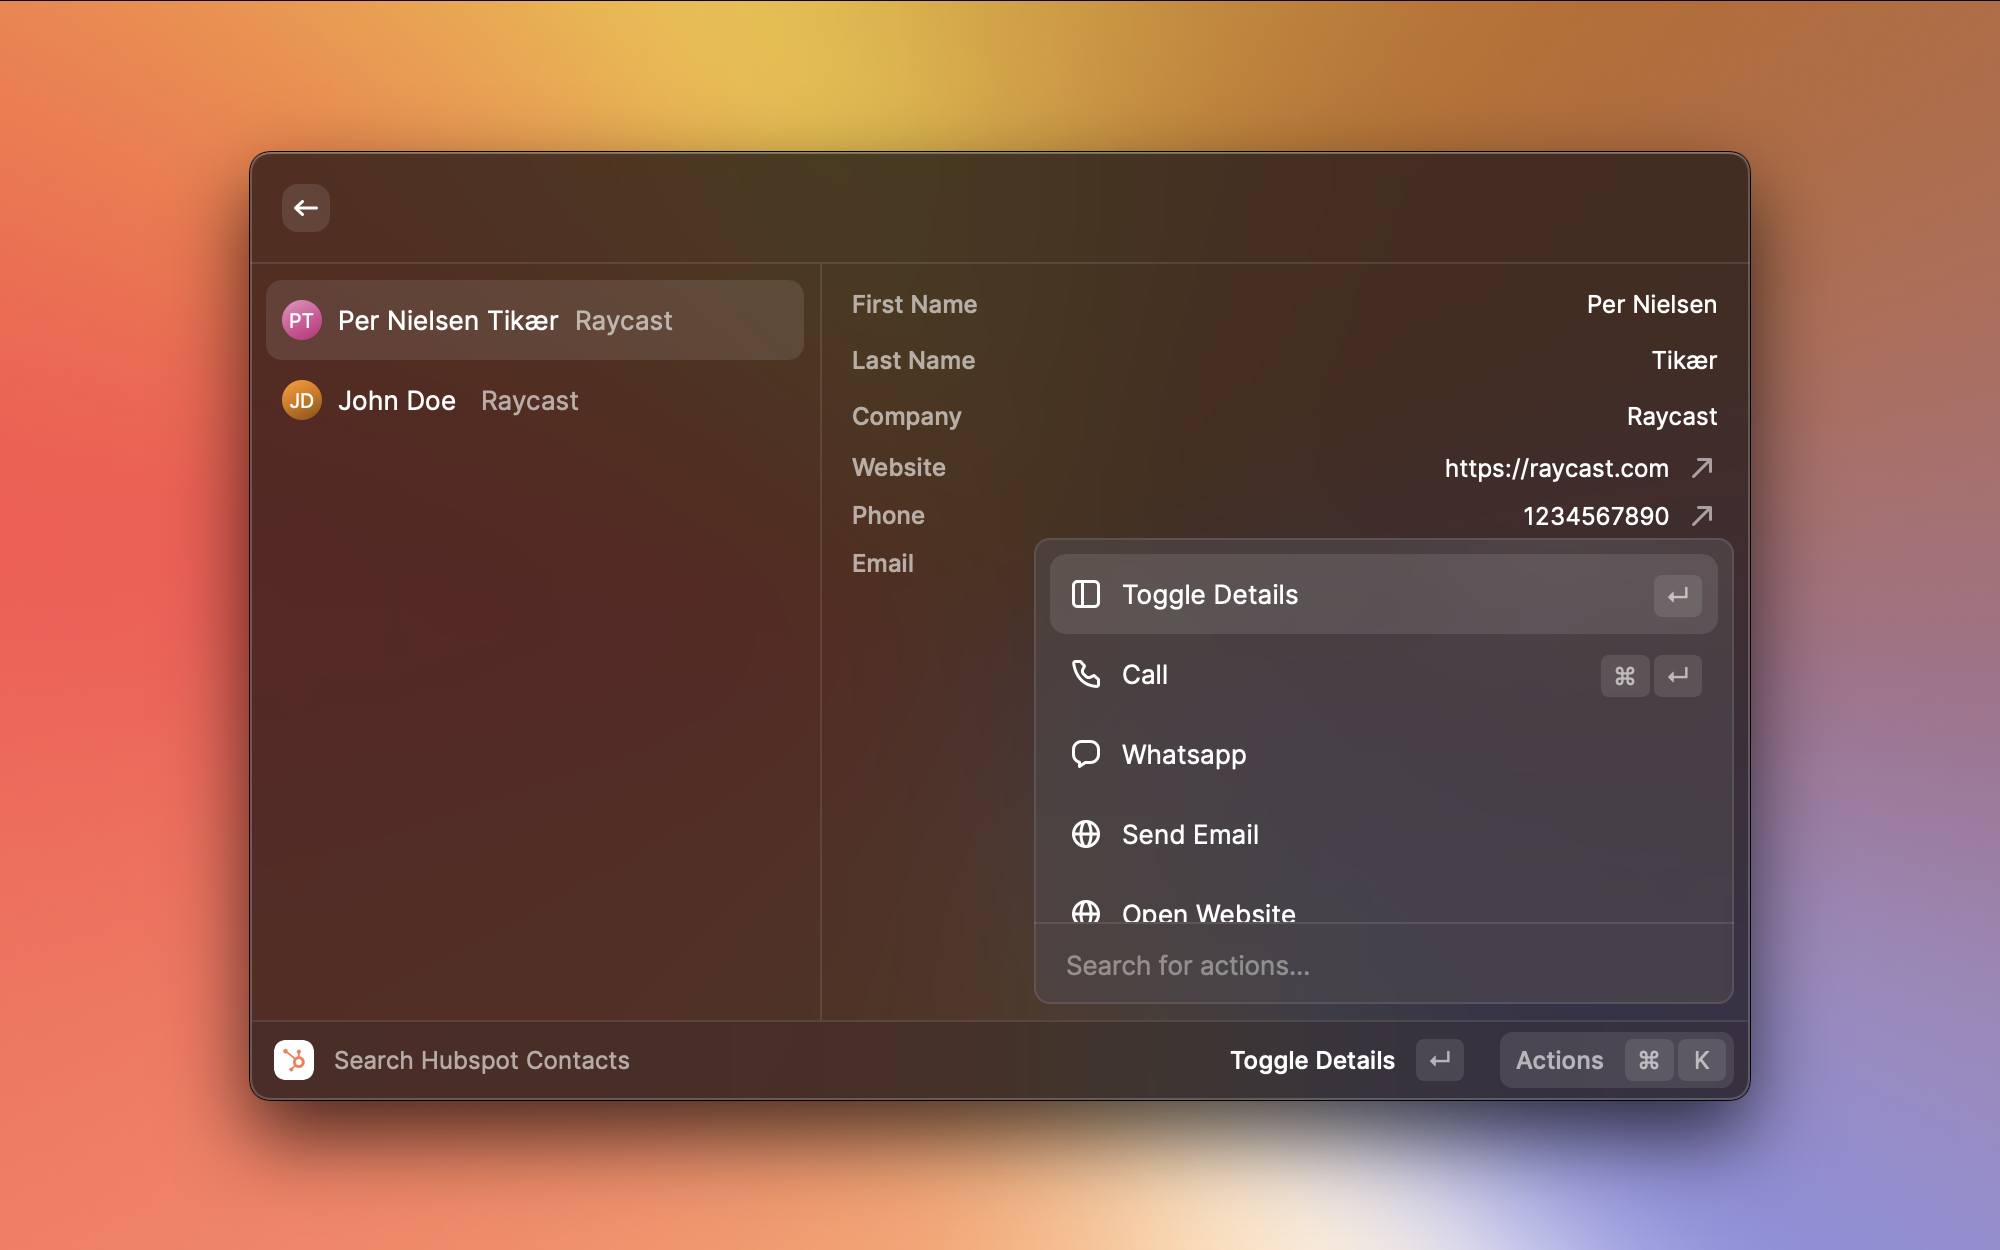 PT Per Nielsen Tikær Raycast
JD John Doe Raycast
First Name Per Nielsen
Last Name Tikær
Company Raycast
Website https://raycast.com
Phone 1234567890
Email
Toggle Details ↵
Call ⌘ ↵
Whatsapp
Send Email
Open Website
Search for actions...
Search Hubspot Contacts Toggle Details ↵ Actions ⌘ K